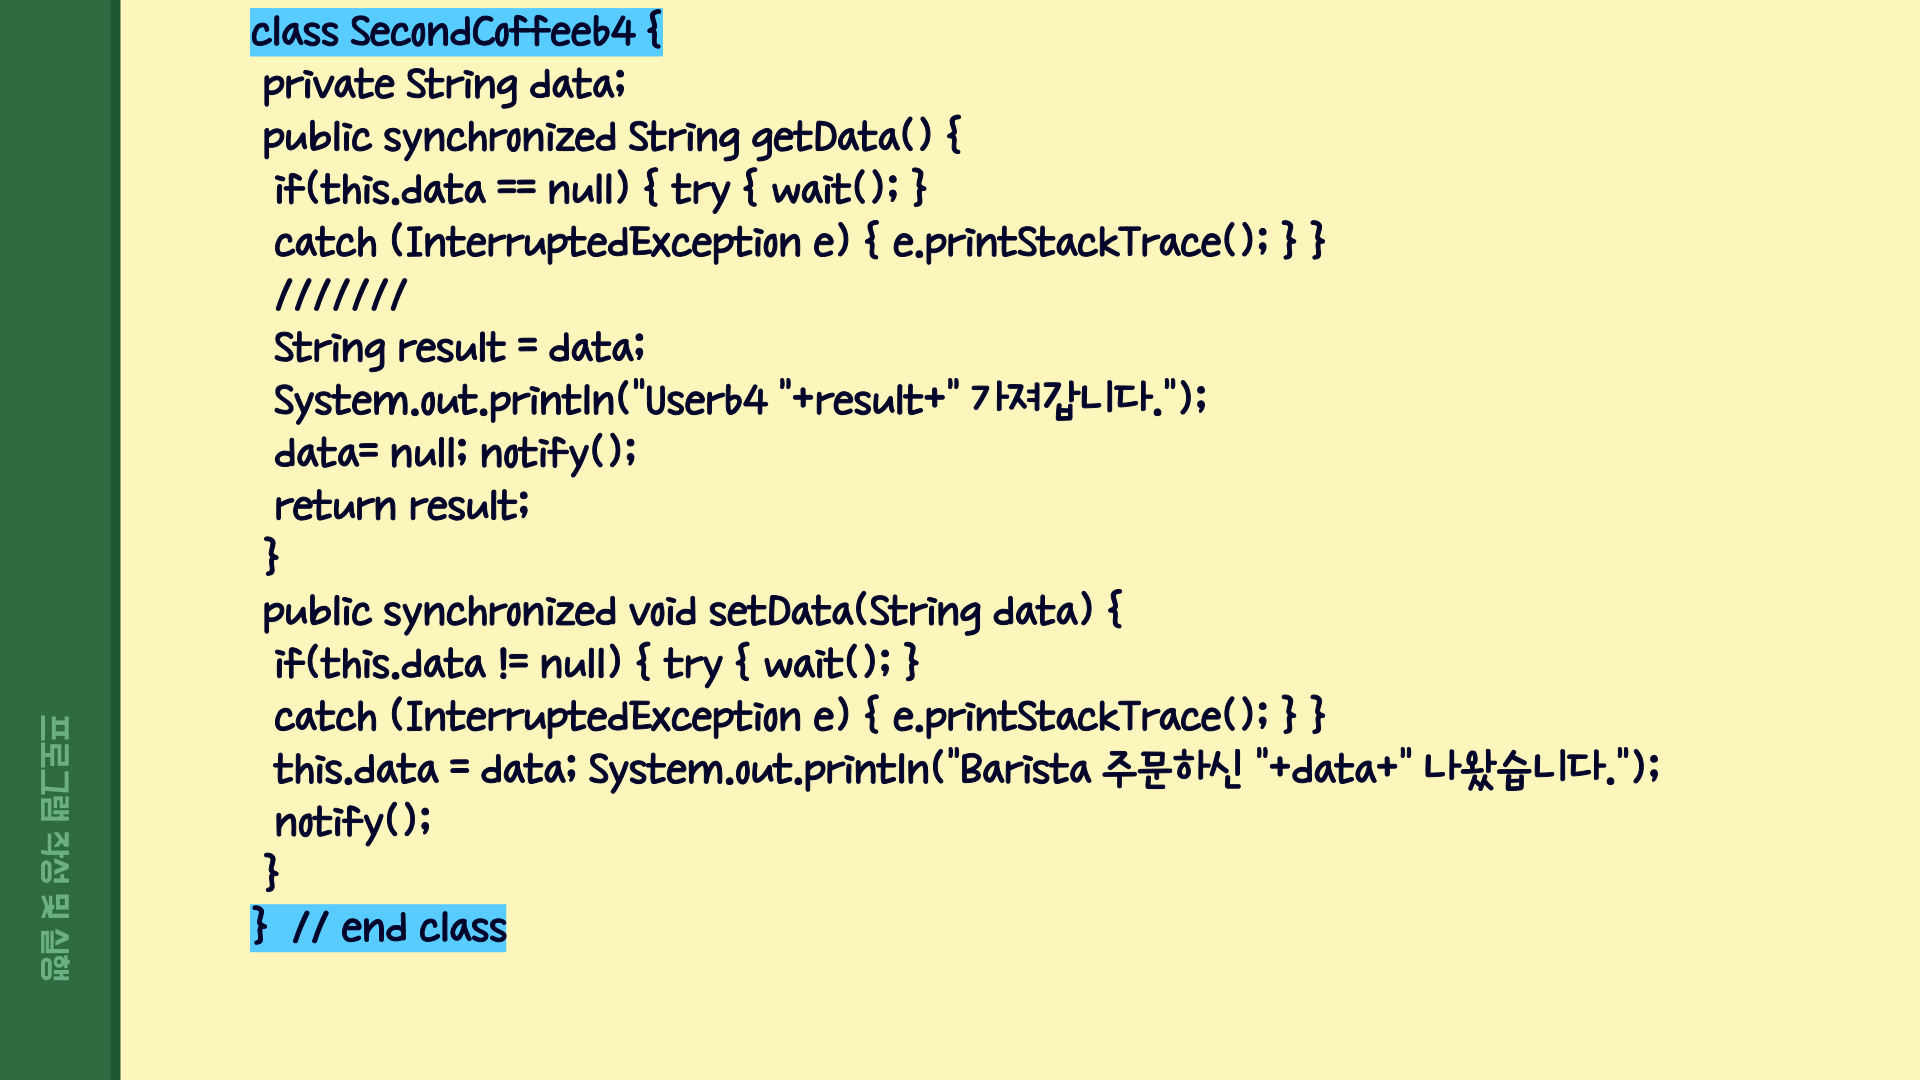 class SecondCoffeeb4 {
private String data;
public synchronized String getData() {
if(this.data == null) { try { wait(); }
catch (InterruptedException e) { e.printStackTrace(); } }
///////
String result = data;
System.out.println("Userb4 "+result+" 가져갑니다.");
data= null; notify();
return result;
}
public synchronized void setData(String data) {
if(this.data != null) { try { wait(); }
catch (InterruptedException e) { e.printStackTrace(); } }
this.data = data; System.out.println("Barista 주문하신 "+data+" 나왔습니다.");
notify();
}
} // end class
프로그램 작성 및 실행